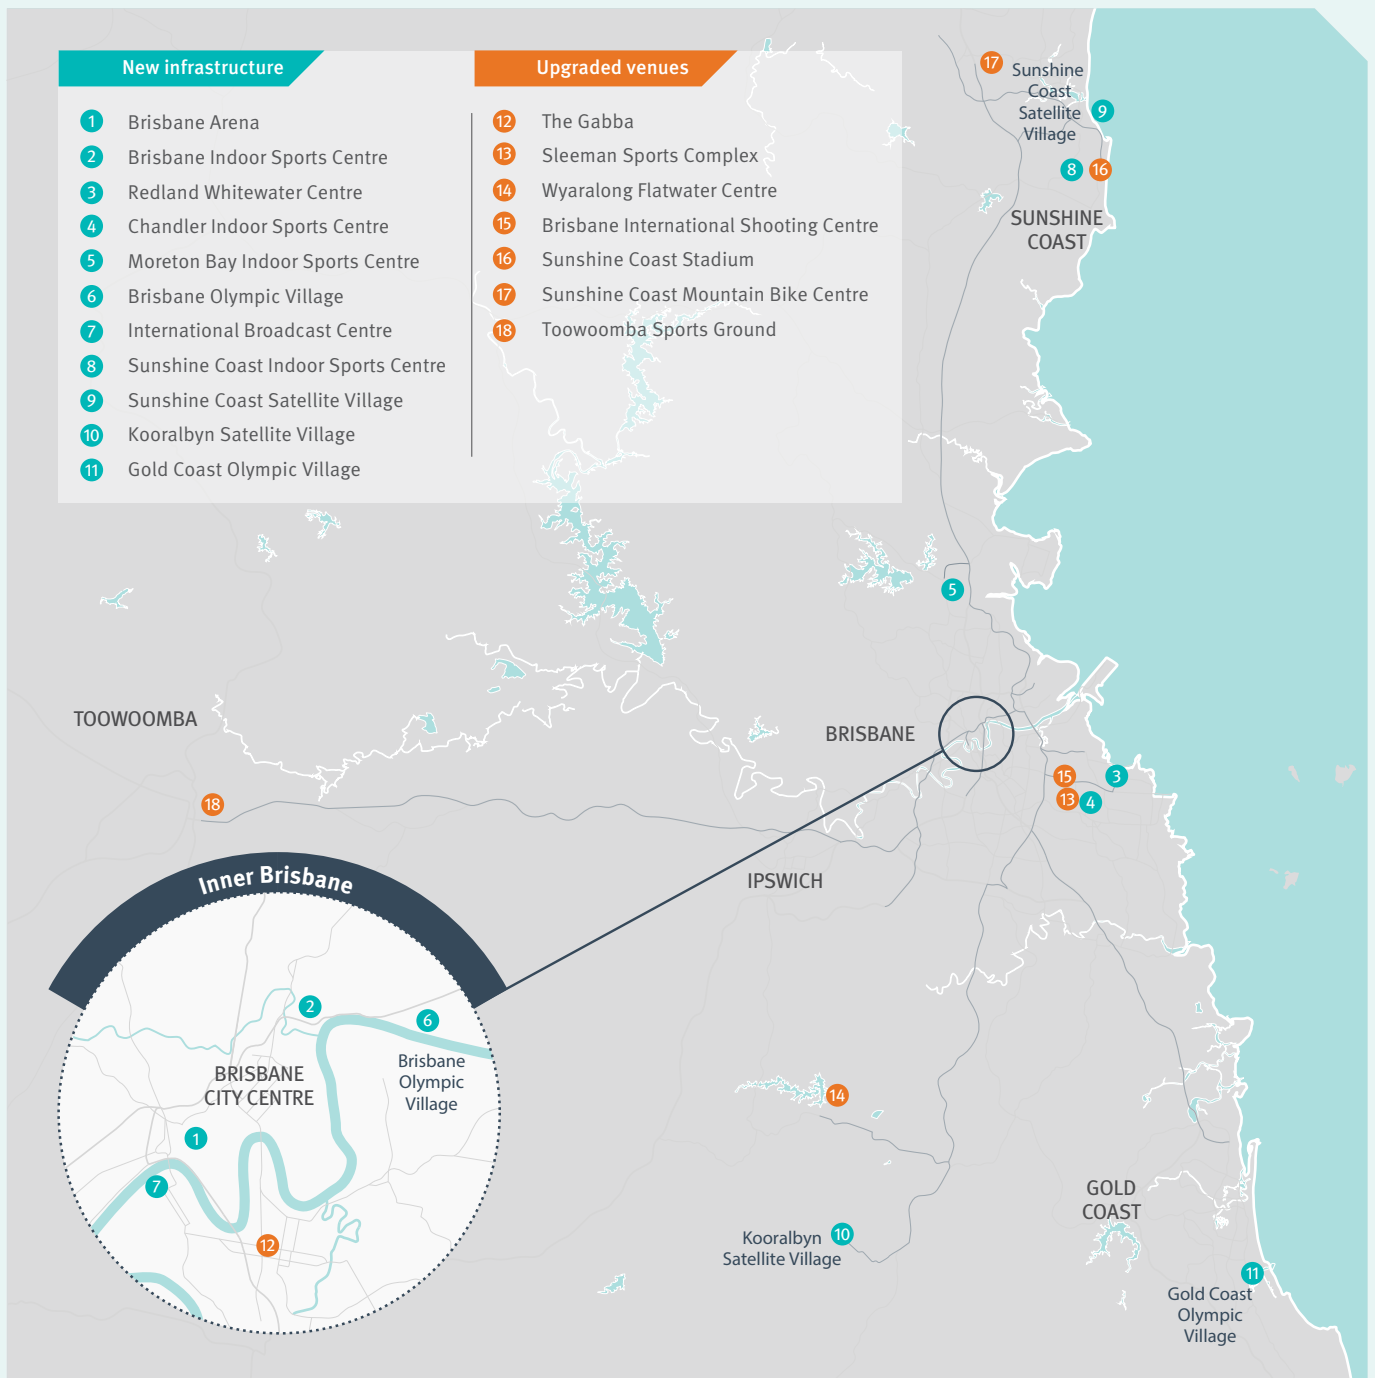 New infrastructure
1 Brisbane Arena
2 Brisbane Indoor Sports Centre
3 Redland Whitewater Centre
4 Chandler Indoor Sports Centre
5 Moreton Bay Indoor Sports Centre
6 Brisbane Olympic Village
7 International Broadcast Centre
8 Sunshine Coast Indoor Sports Centre
9 Sunshine Coast Satellite Village
10 Kooralbyn Satellite Village
11 Gold Coast Olympic Village
Upgraded venues
12 The Gabba
13 Sleeman Sports Complex
14 Wyaralong Flatwater Centre
15 Brisbane International Shooting Centre
16 Sunshine Coast Stadium
17 Sunshine Coast Mountain Bike Centre
18 Toowoomba Sports Ground
17
Sunshine
Coast
Satellite
Village
9
8
16
SUNSHINE
COAST
5
TOOWOOMBA
BRISBANE
18
15
3
13
4
IPSWICH
Inner Brisbane
2
6
Brisbane
Olympic
Village
BRISBANE
CITY CENTRE
1
7
12
14
Kooralbyn
Satellite Village
10
GOLD
COAST
11
Gold Coast
Olympic
Village